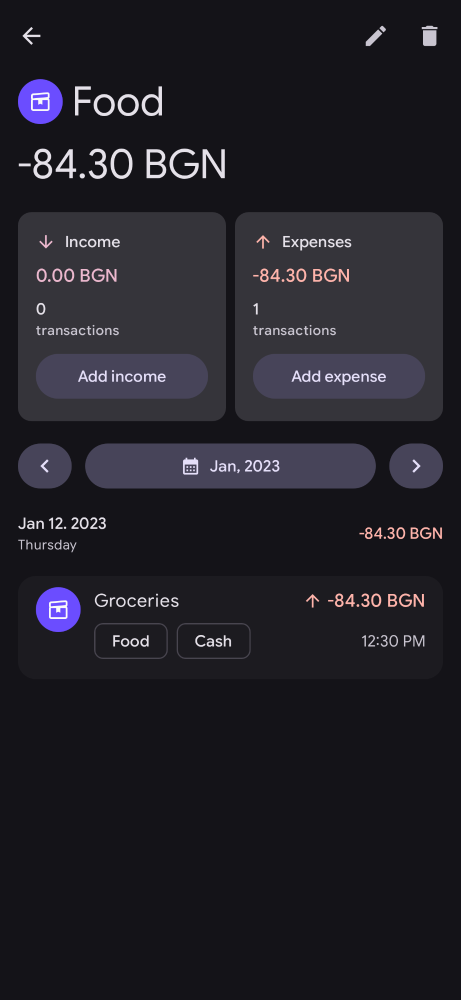 Food
-84.30 BGN
Income
0.00 BGN
0
transactions
Add income
Expenses
-84.30 BGN
1
transactions
Add expense
Jan, 2023
Jan 12. 2023
Thursday
-84.30 BGN
Groceries
-84.30 BGN
Food
Cash
12:30 PM